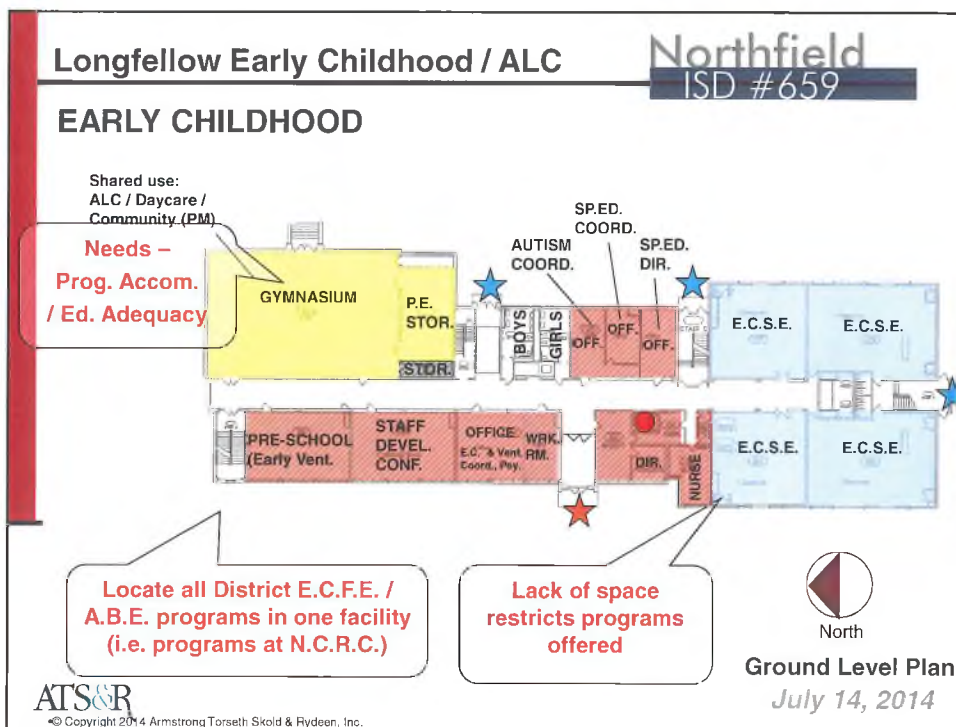 Longfellow Early Childhood / ALC
Northfield
ISD #659
EARLY CHILDHOOD
Shared use:
ALC / Daycare /
Community (PM)
Needs –
Prog. Accom.
/ Ed. Adequacy
SP.ED.
COORD.
AUTISM
COORD.
SP.ED.
DIR.
GYMNASIUM
P.E.
STOR.
STOR.
BOYS
GIRLS
OFF.
OFF.
OFF.
E.C.S.E.
E.C.S.E.
PRE-SCHOOL
(Early Vent.
STAFF
DEVEL.
CONF.
OFFICE
E.C. & Vent.
Coord., Psy.
WRK.
RM.
DIR.
NURSE
E.C.S.E.
E.C.S.E.
Locate all District E.C.F.E. /
A.B.E. programs in one facility
(i.e. programs at N.C.R.C.)
Lack of space
restricts programs
offered
North
Ground Level Plan
July 14, 2014
ATS&R
•© Copyright 2014 Armstrong Torseth Skold & Rydeen, Inc.